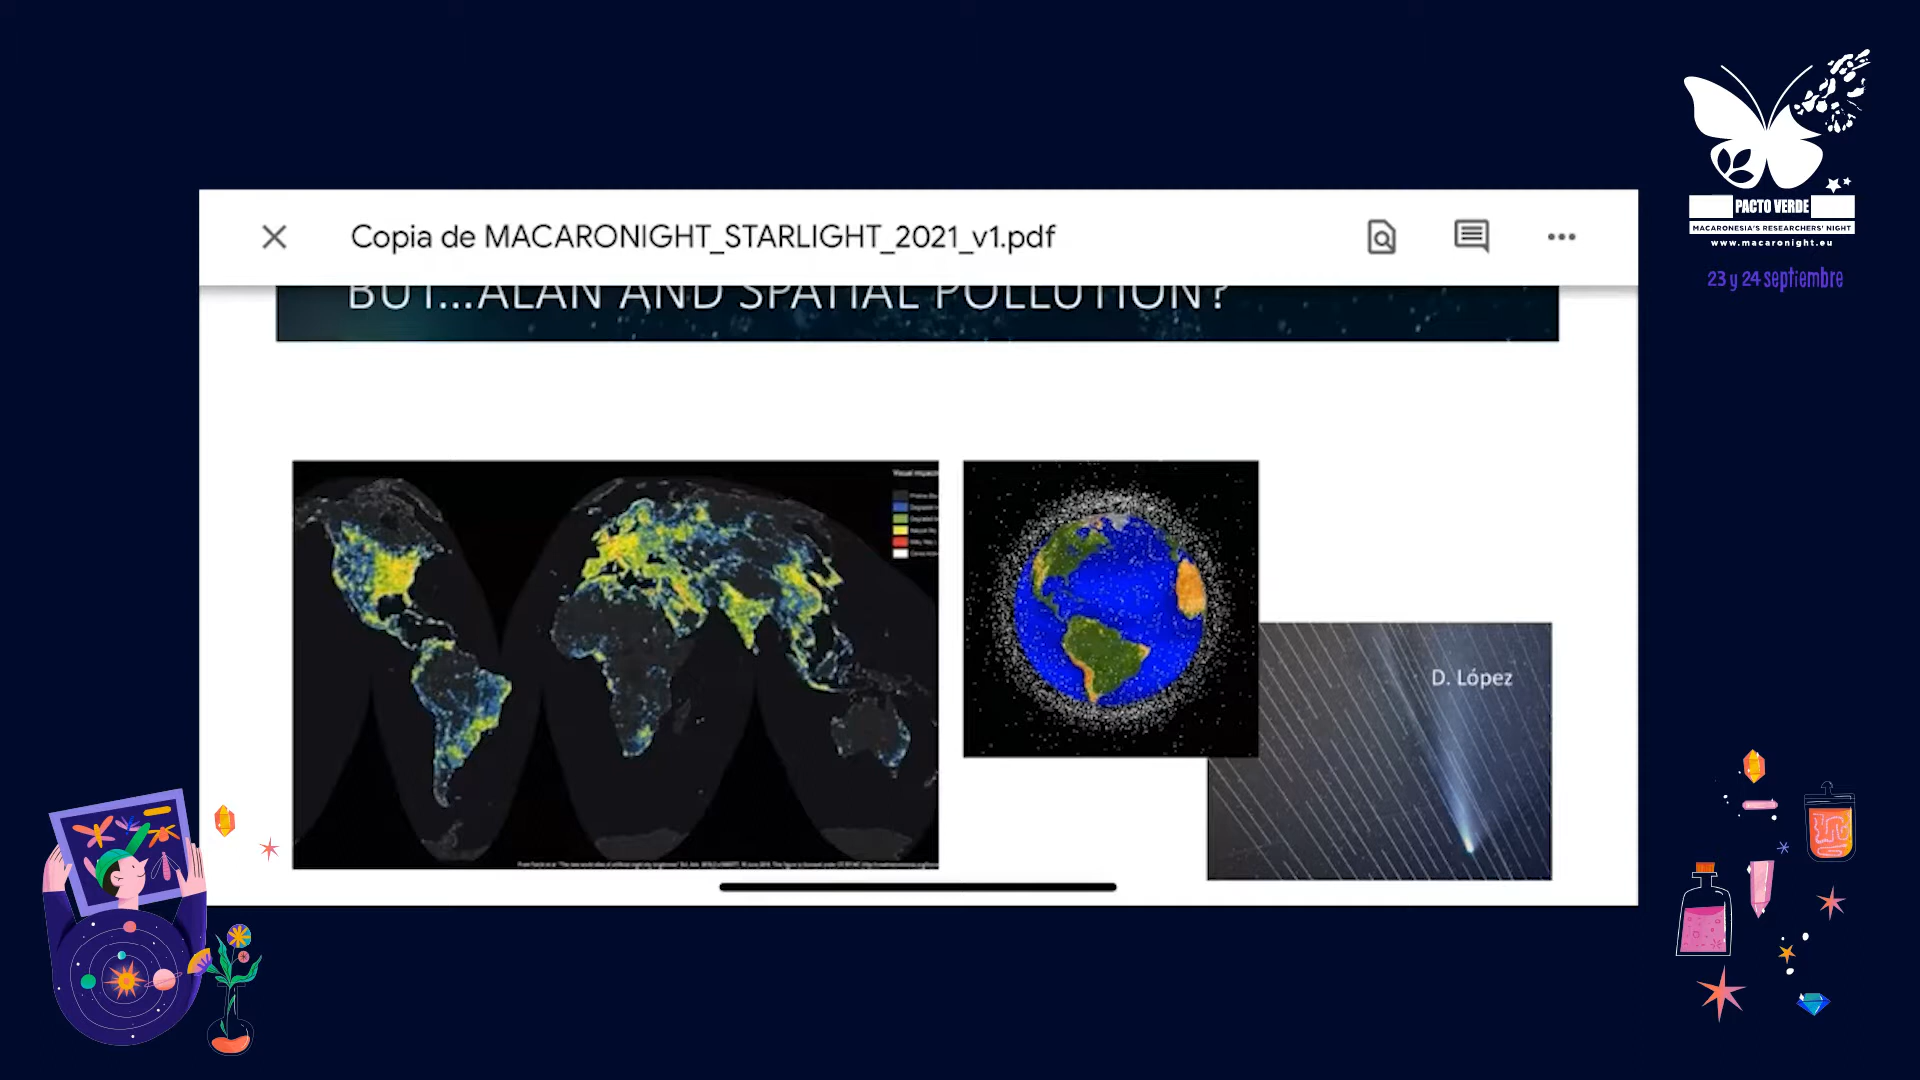 Copia de MACARONIGHT_STARLIGHT_2021_v1.pdf
BUT...ALAN AND SPATIAL POLLUTION?
D. López
PACTO VERDE
MACARONESIA'S RESEARCHERS' NIGHT
www.macaronight.eu
23 y 24 septiembre